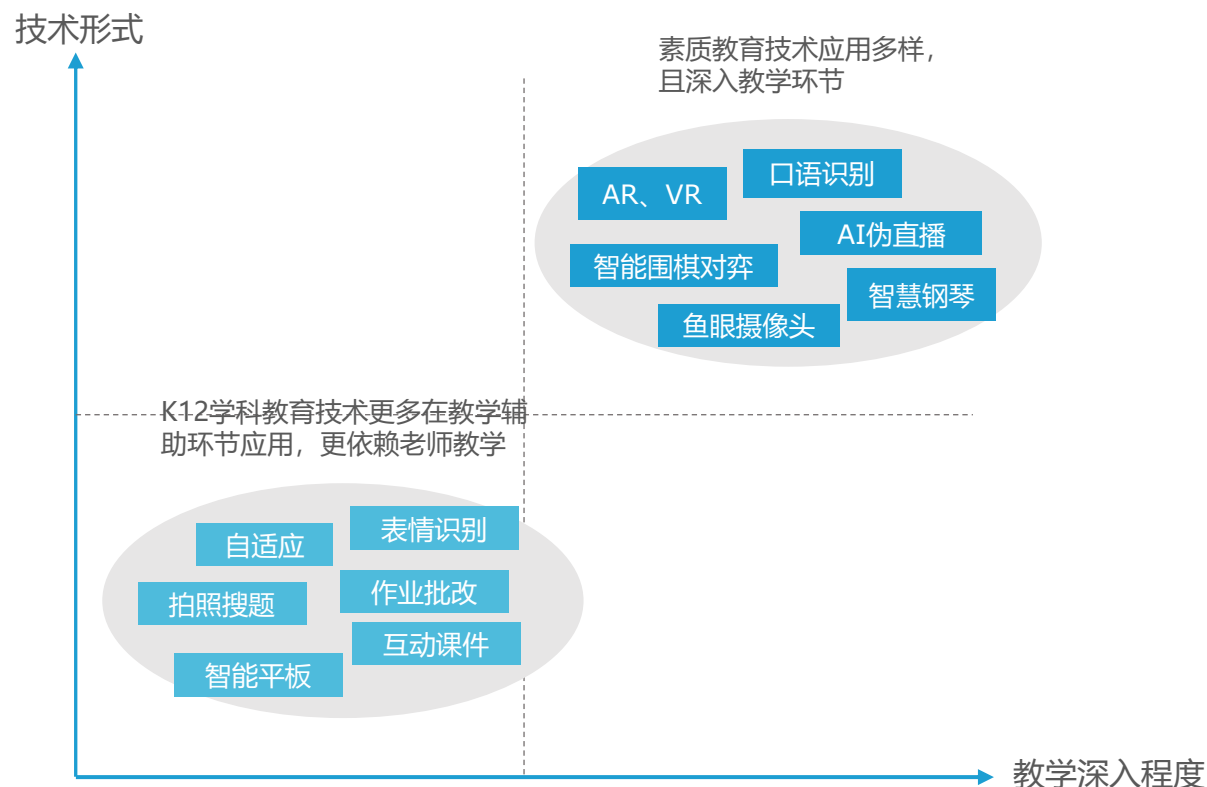 技术形式
素质教育技术应用多样，
且深入教学环节
AR、VR
口语识别
AI伪直播
智能围棋对弈
智慧钢琴
鱼眼摄像头
K12学科教育技术更多在教学辅
助环节应用，更依赖老师教学
自适应
表情识别
拍照搜题
作业批改
互动课件
智能平板
教学深入程度